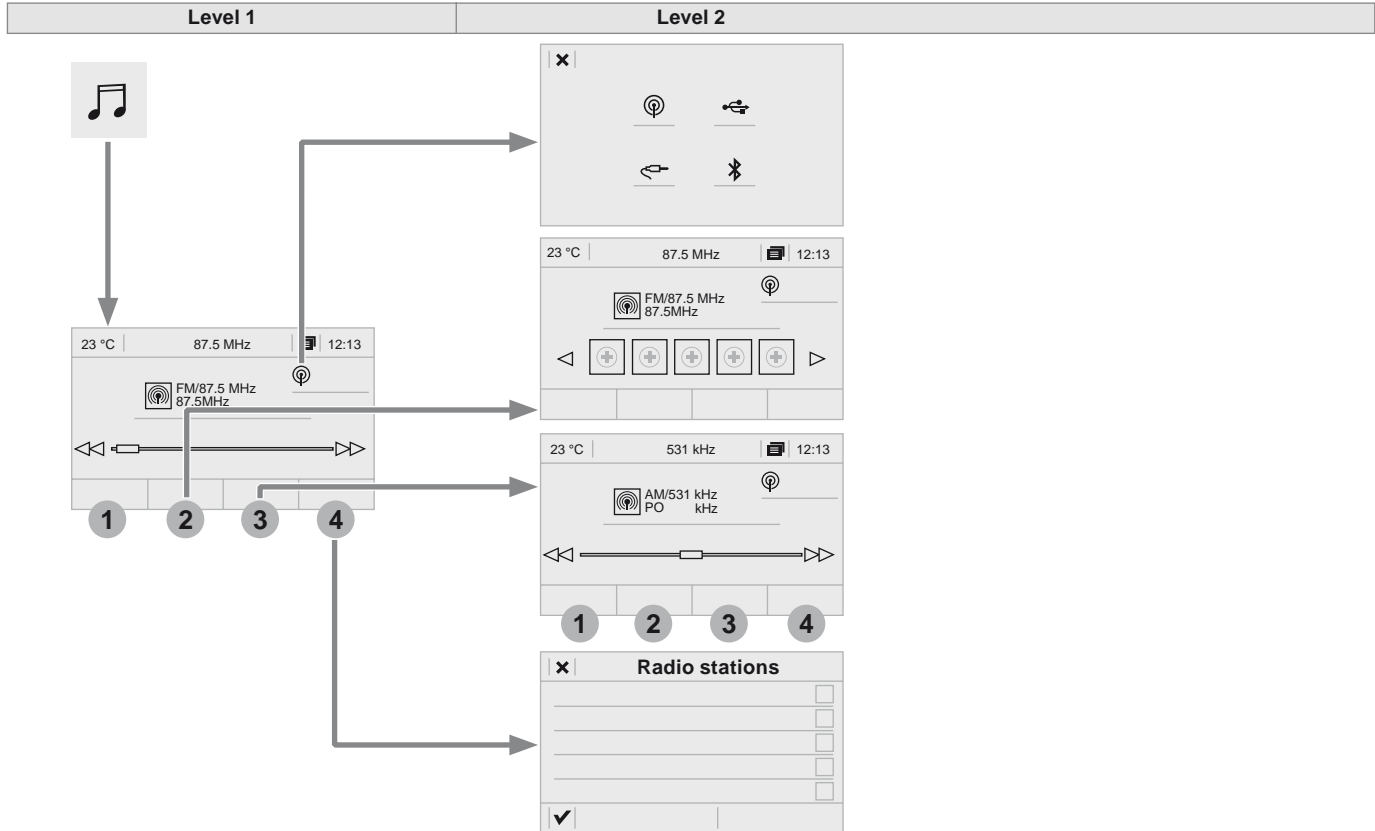 Level 1
Level 2
23 °C 87.5 MHz 12:13
FM/87.5 MHz
87.5MHz
23 °C 87.5 MHz 12:13
FM/87.5 MHz
87.5MHz
1 2 3 4
23 °C 531 kHz 12:13
AM/531 kHz
PO kHz
1 2 3 4
Radio stations